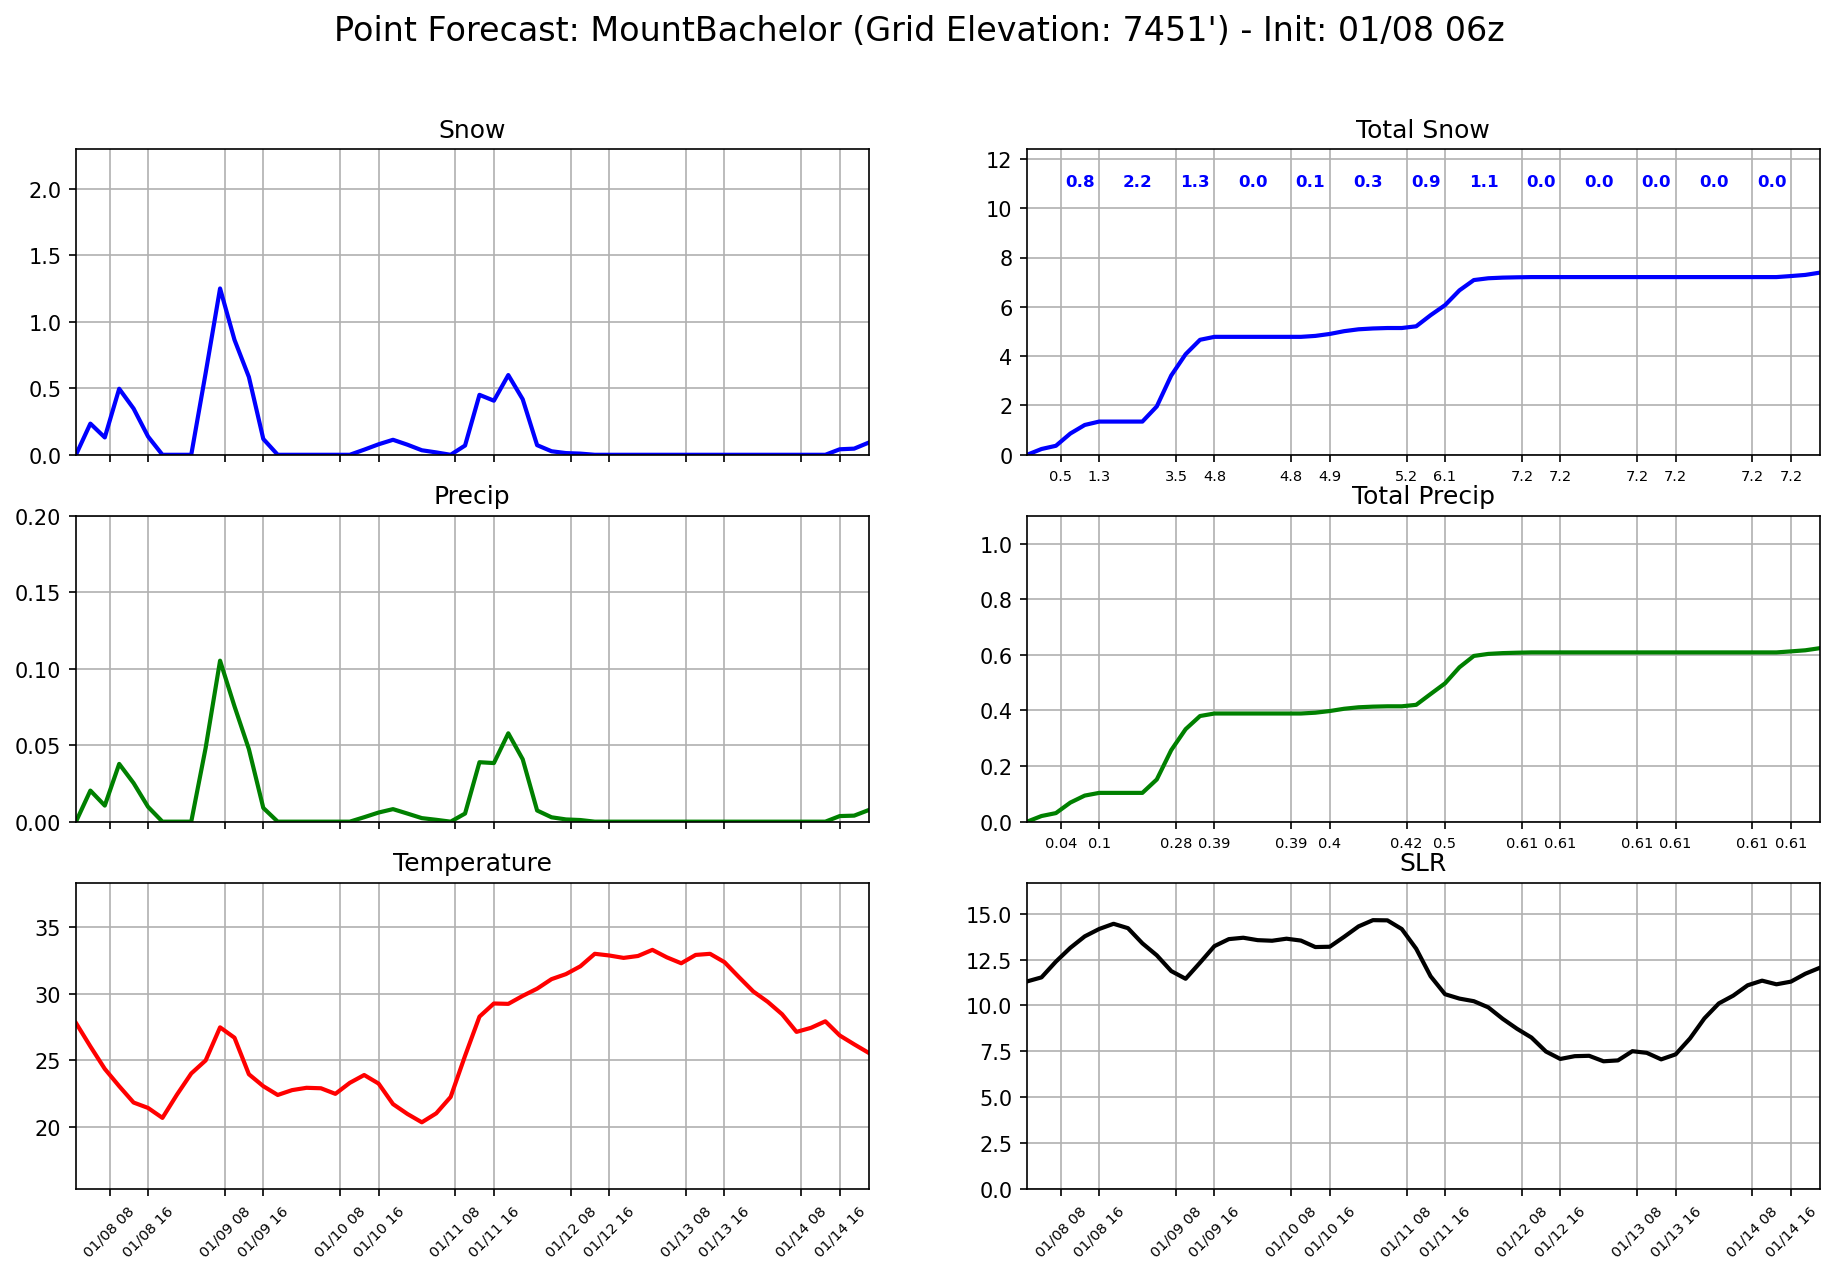 Point Forecast: MountBachelor (Grid Elevation: 7451') - Init: 01/08 06z
Snow
2.0
1.5
1.0
0.5
0.0
Total Snow
12
10
8
6
4
2
0
0.8 2.2 1.3 0.0 0.1 0.3 0.9 1.1 0.0 0.0 0.0 0.0 0.0
0.5 1.3 3.5 4.8 4.8 4.9 5.2 6.1 7.2 7.2 7.2 7.2 7.2 7.2
Precip
0.20
0.15
0.10
0.05
0.00
Total Precip
1.0
0.8
0.6
0.4
0.2
0.0
0.04 0.1 0.28 0.39 0.39 0.4 0.42 0.5 0.61 0.61 0.61 0.61 0.61 0.61
Temperature
35
30
25
20
01/08 08 01/08 16 01/09 08 01/09 16 01/10 08 01/10 16 01/11 08 01/11 16 01/12 08 01/12 16 01/13 08 01/13 16 01/14 08 01/14 16
SLR
15.0
12.5
10.0
7.5
5.0
2.5
0.0
01/08 08 01/08 16 01/09 08 01/09 16 01/10 08 01/10 16 01/11 08 01/11 16 01/12 08 01/12 16 01/13 08 01/13 16 01/14 08 01/14 16